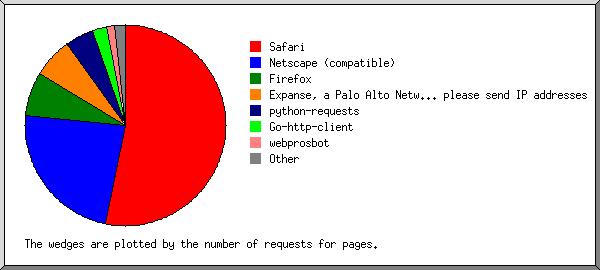 Safari
Netscape (compatible)
Firefox
Expanse, a Palo Alto Netw... please send IP addresses
python-requests
Go-http-client
webprosbot
Other
The wedges are plotted by the number of requests for pages.